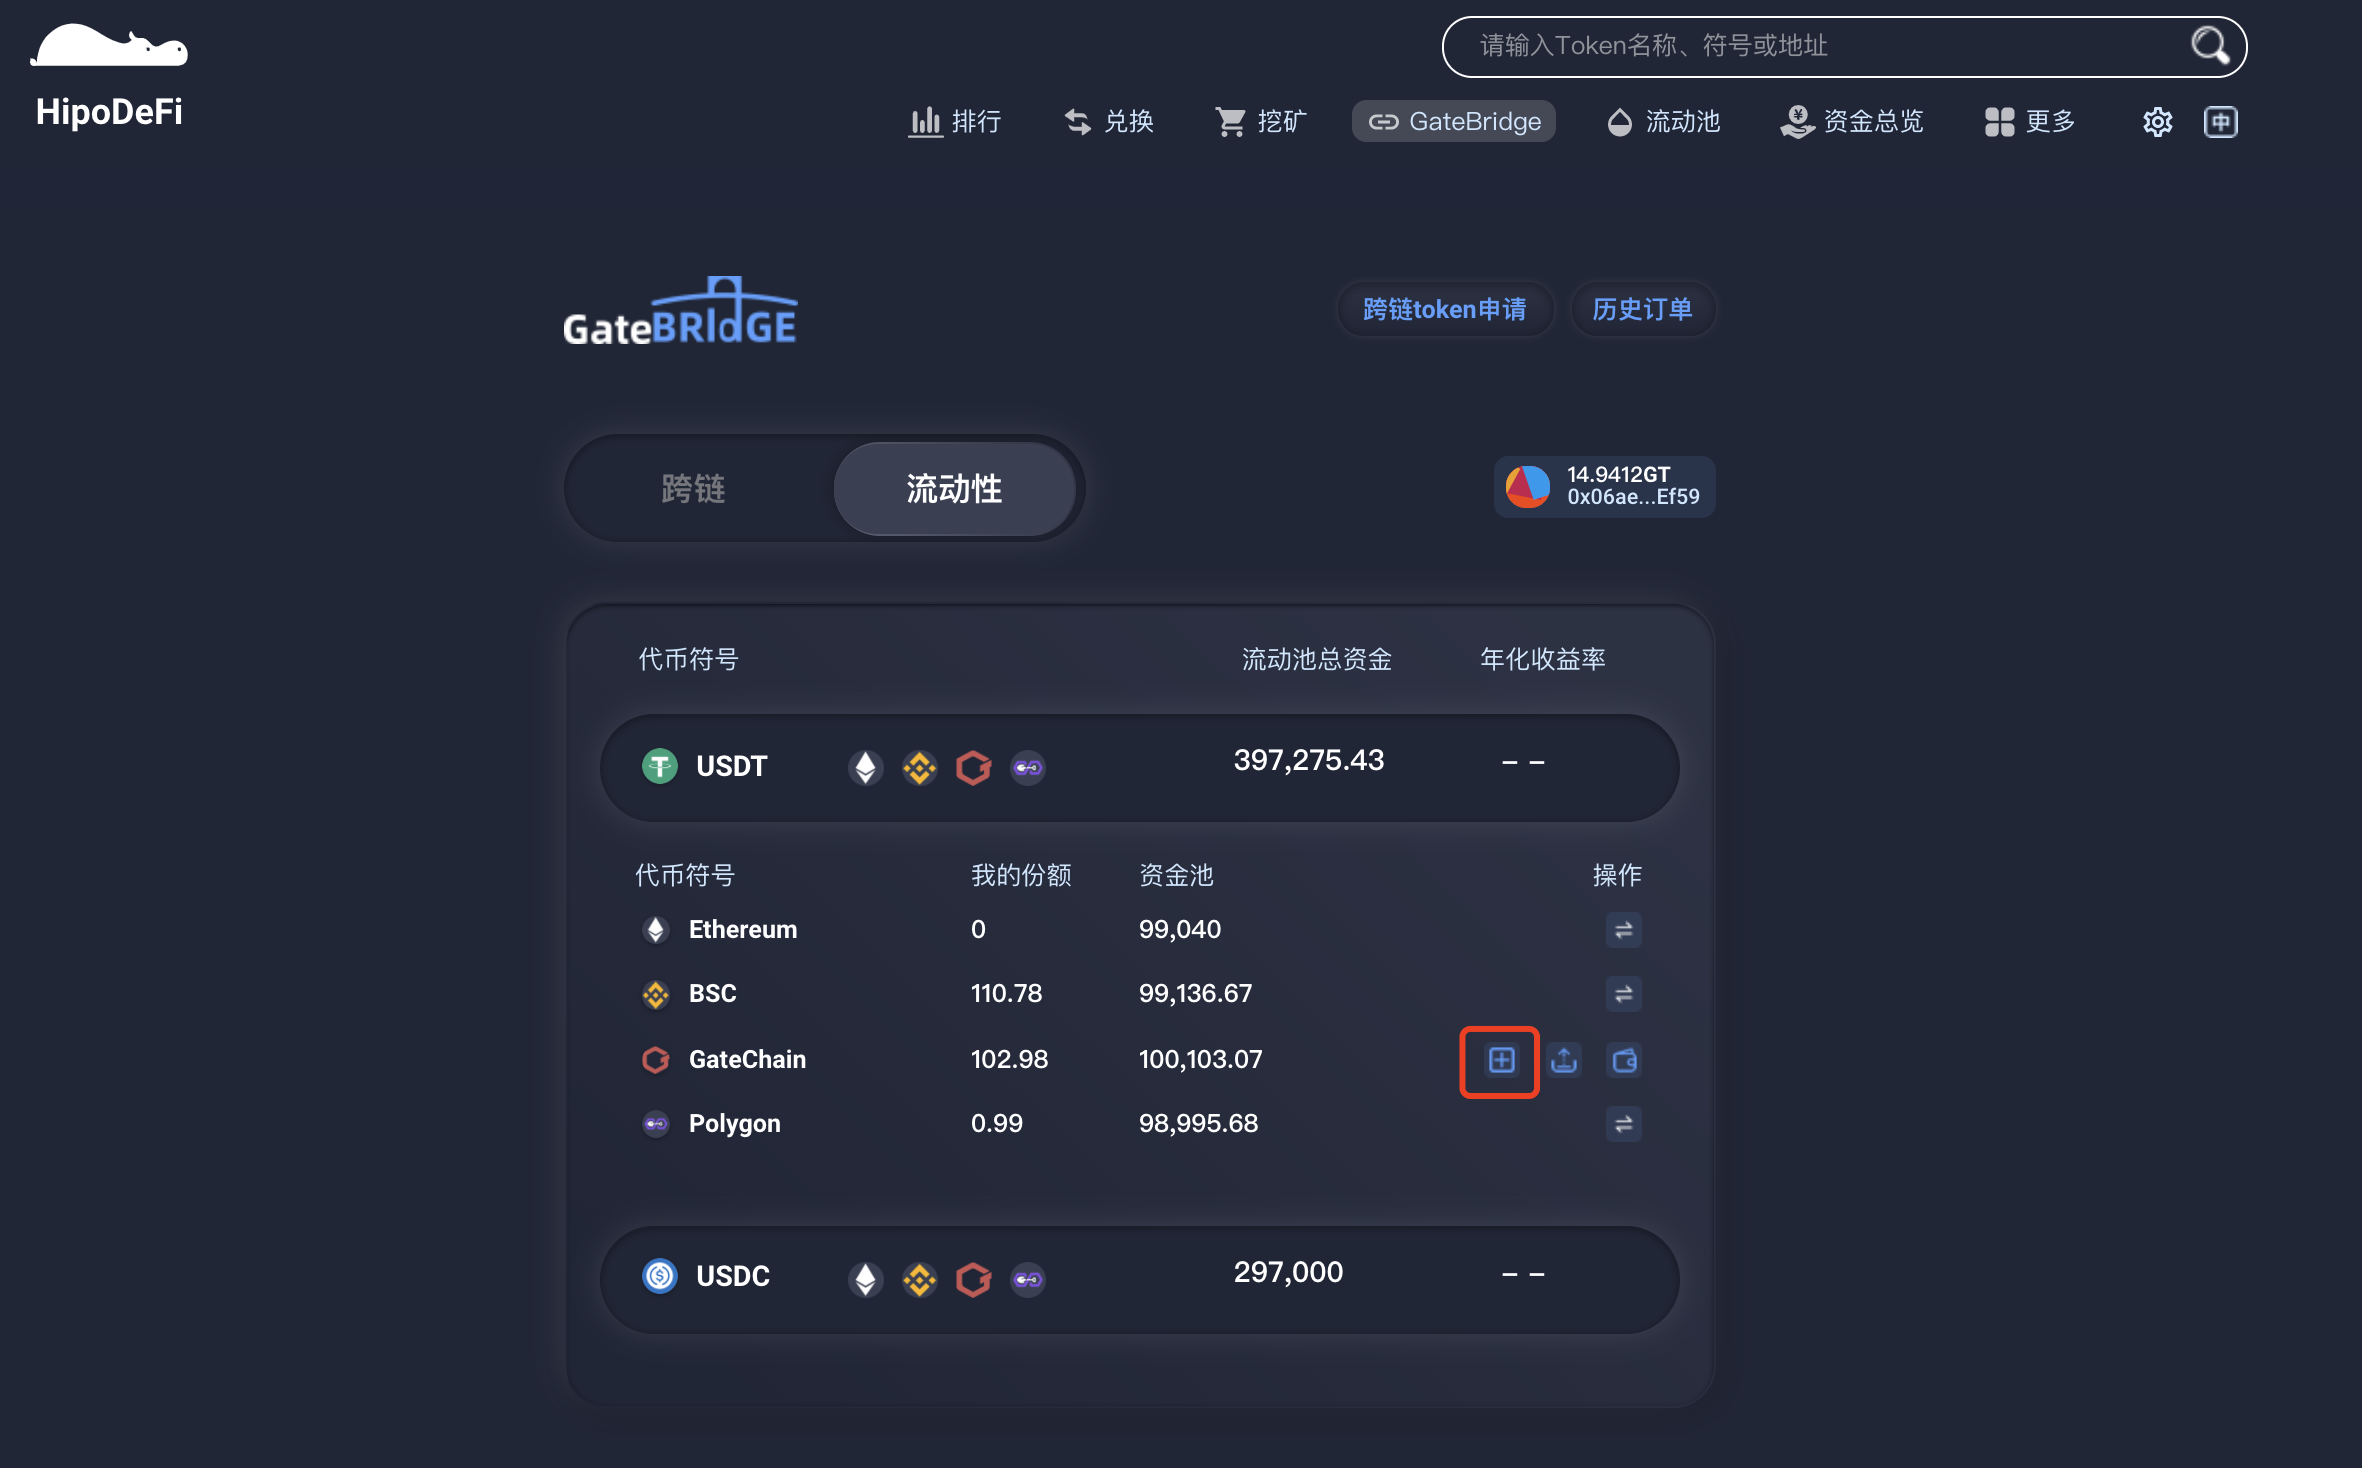 请输入Token名称、符号或地址
HipoDeFi
排行 兑换 挖矿 GateBridge 流动池 资金总览 更多 中
GateBRIdGE 跨链token申请 历史订单
跨链 流动性
14.9412GT
0x06ae...Ef59
代币符号 流动池总资金 年化收益率
USDT 397,275.43 – –
代币符号 我的份额 资金池 操作
Ethereum 0 99,040
BSC 110.78 99,136.67
GateChain 102.98 100,103.07
Polygon 0.99 98,995.68
USDC 297,000 – –